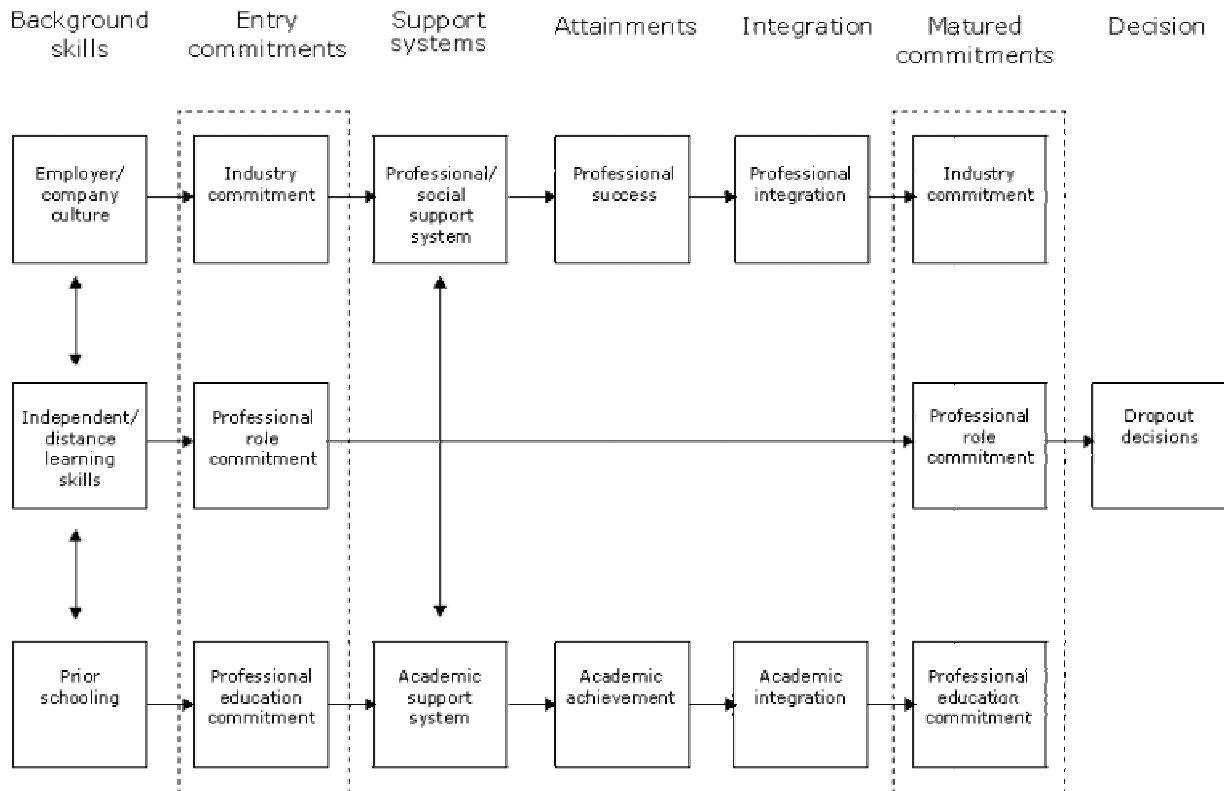 Background
skills
Entry
commitments
Support
systems
Attainments
Integration
Matured
commitments
Decision
Employer/
company
culture
Industry
commitment
Professional/
social
support
system
Professional
success
Professional
integration
Industry
commitment
Independent/
distance
learning
skills
Professional
role
commitment
Professional
role
commitment
Dropout
decisions
Prior
schooling
Professional
education
commitment
Academic
support
system
Academic
achievement
Academic
integration
Professional
education
commitment